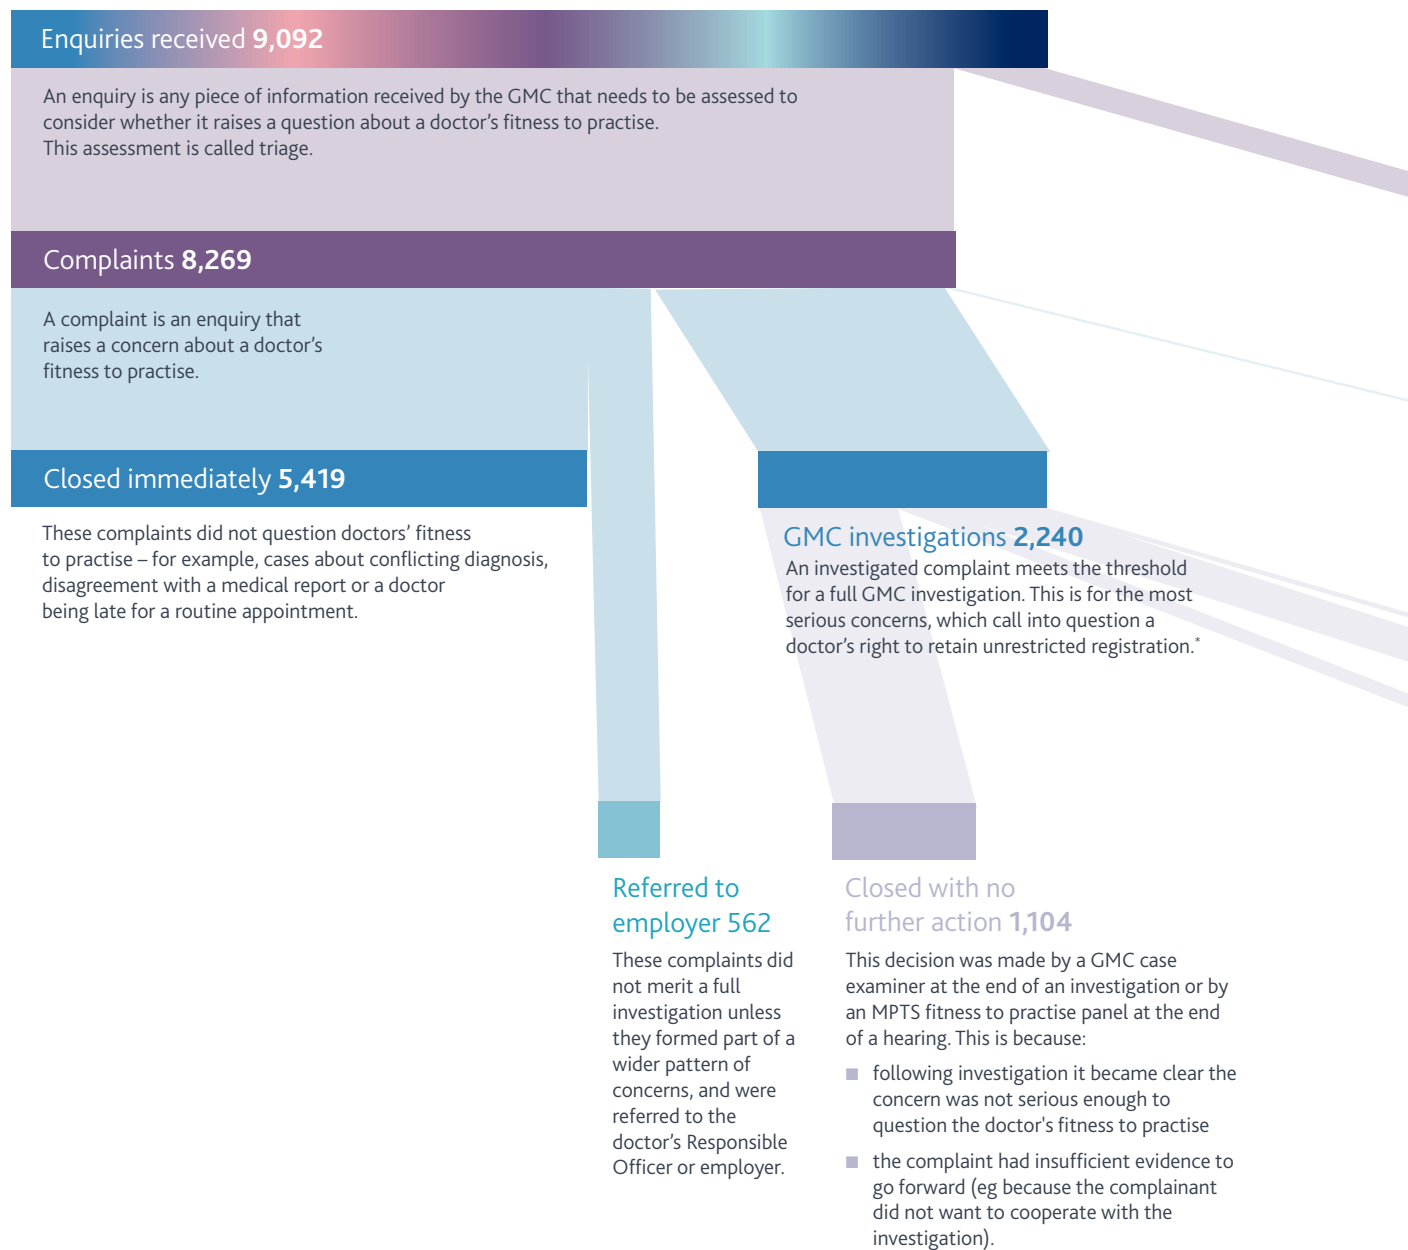 Enquiries received 9,092
An enquiry is any piece of information received by the GMC that needs to be assessed to
consider whether it raises a question about a doctor’s fitness to practise.
This assessment is called triage.
Complaints 8,269
A complaint is an enquiry that
raises a concern about a doctor’s
fitness to practise.
Closed immediately 5,419
These complaints did not question doctors’ fitness
to practise – for example, cases about conflicting diagnosis,
disagreement with a medical report or a doctor
being late for a routine appointment.
GMC investigations 2,240
An investigated complaint meets the threshold
for a full GMC investigation. This is for the most
serious concerns, which call into question a
doctor’s right to retain unrestricted registration.*
Referred to
employer 562
These complaints did
not merit a full
investigation unless
they formed part of a
wider pattern of
concerns, and were
referred to the
doctor’s Responsible
Officer or employer.
Closed with no
further action 1,104
This decision was made by a GMC case
examiner at the end of an investigation or by
an MPTS fitness to practise panel at the end
of a hearing. This is because:
■ following investigation it became clear the
concern was not serious enough to
question the doctor's fitness to practise
■ the complaint had insufficient evidence to
go forward (eg because the complainant
did not want to cooperate with the
investigation).